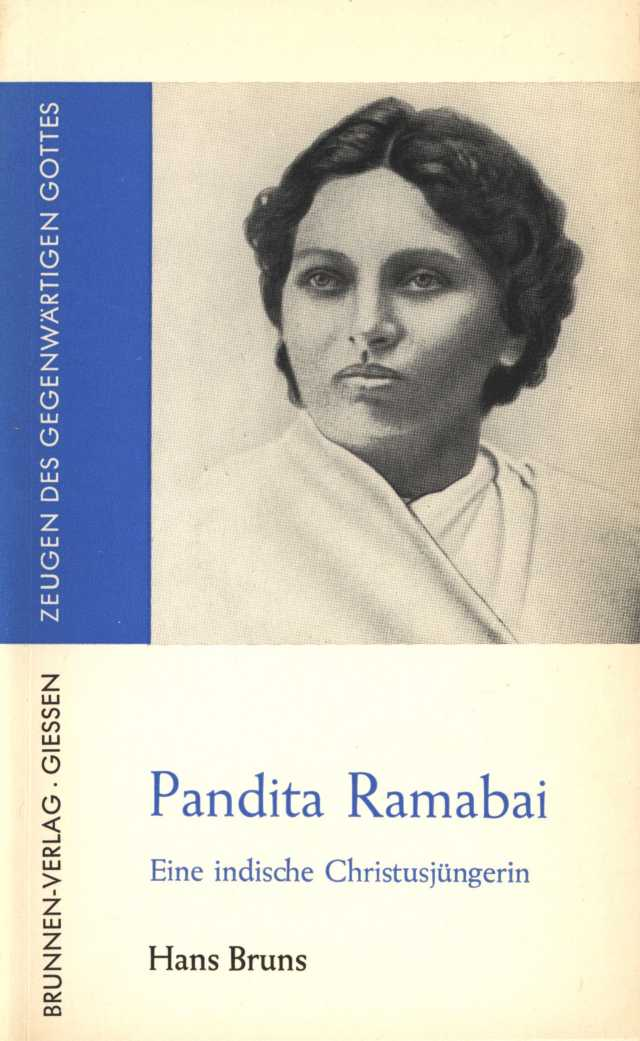 ZEUGEN DES GEGENWÄRTIGEN GOTTES
BRUNNEN-VERLAG · GIESSEN
Pandita Ramabai
Eine indische Christusjüngerin
Hans Bruns